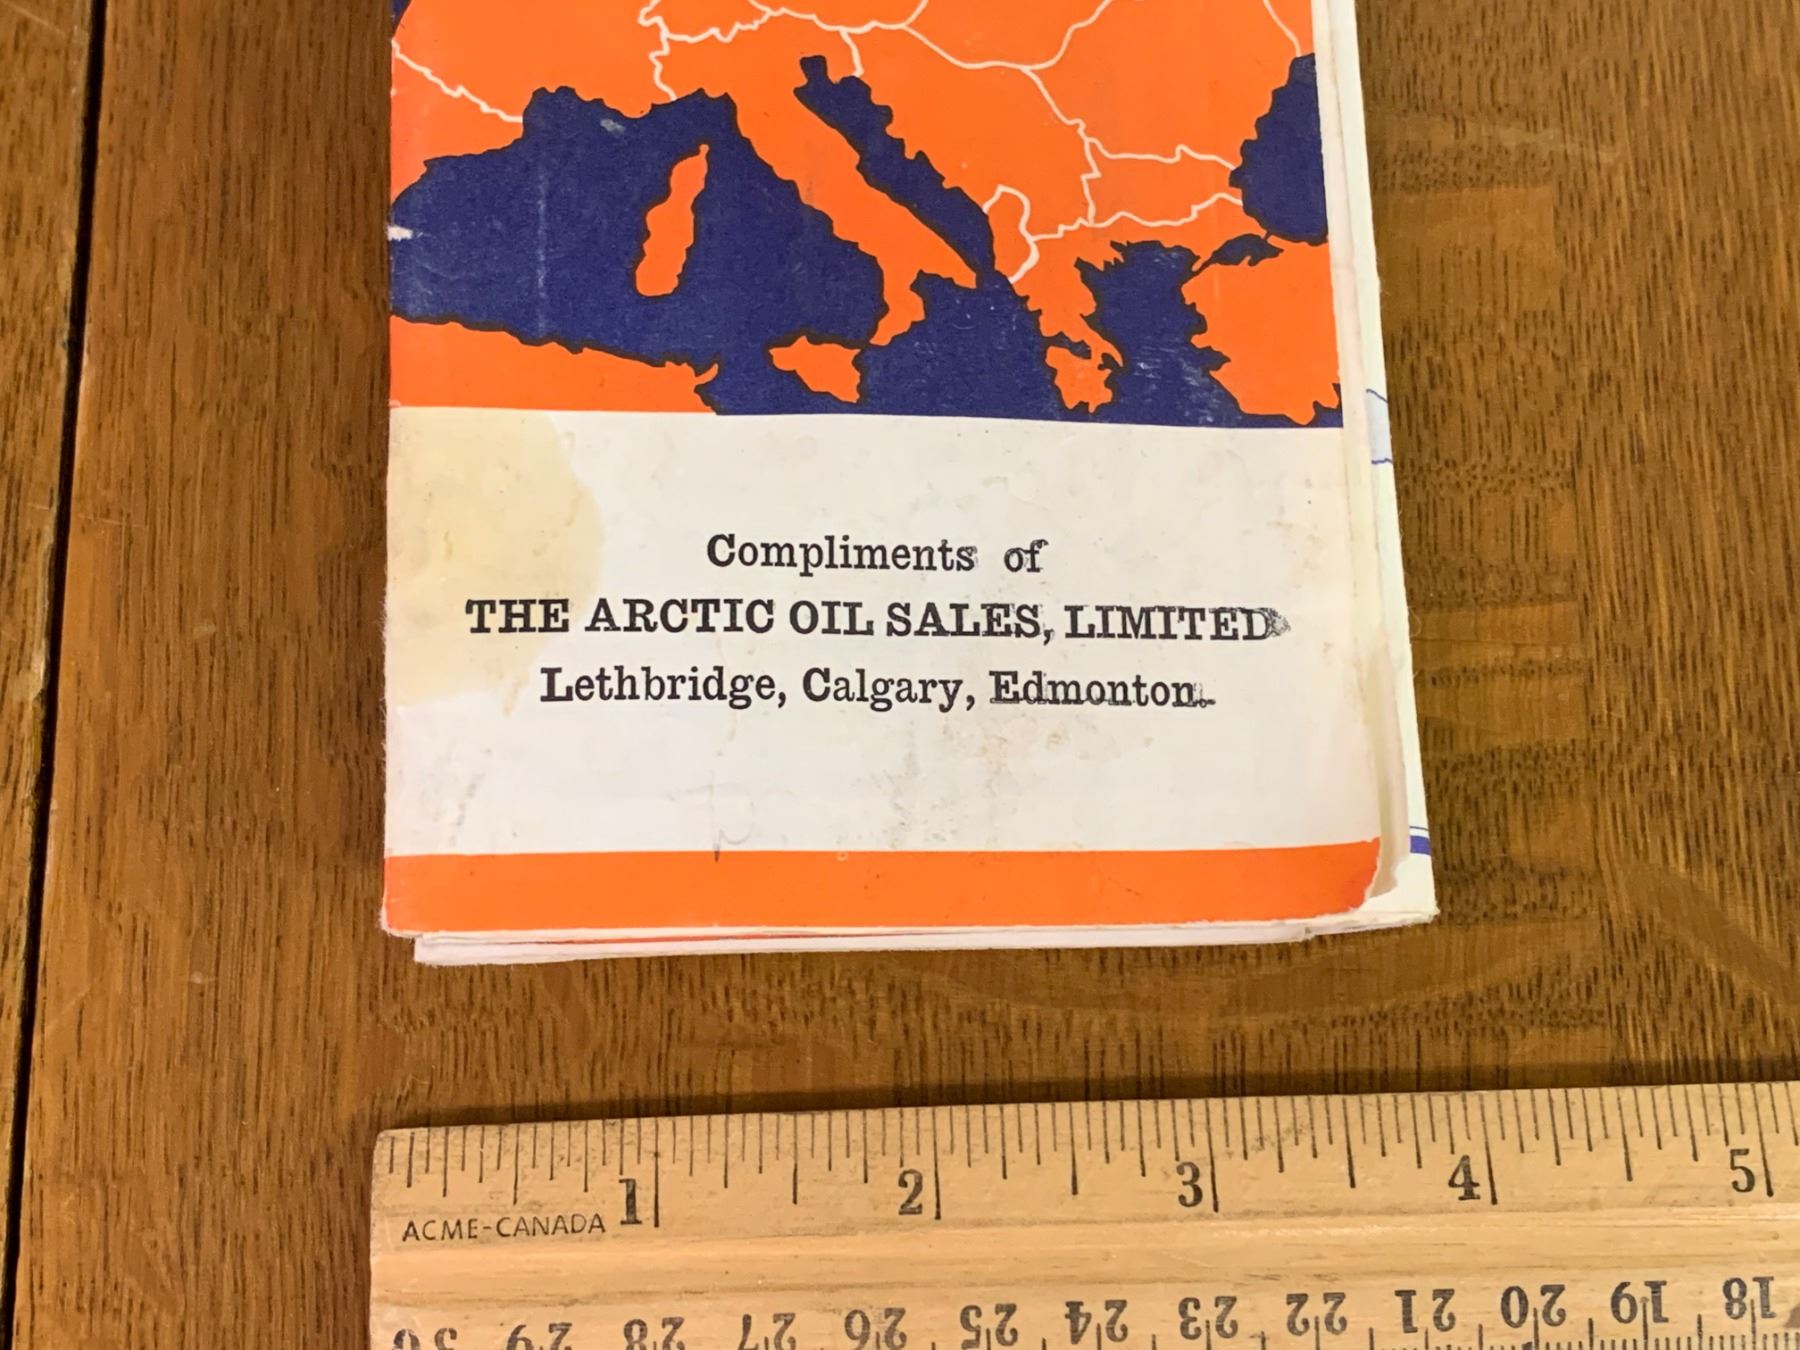 Compliments of
THE ARCTIC OIL SALES, LIMITED
Lethbridge, Calgary, Edmonton.
1 2 3 4 5
ACME-CANADA
30 29 28 27 26 25 24 23 22 21 20 19 18